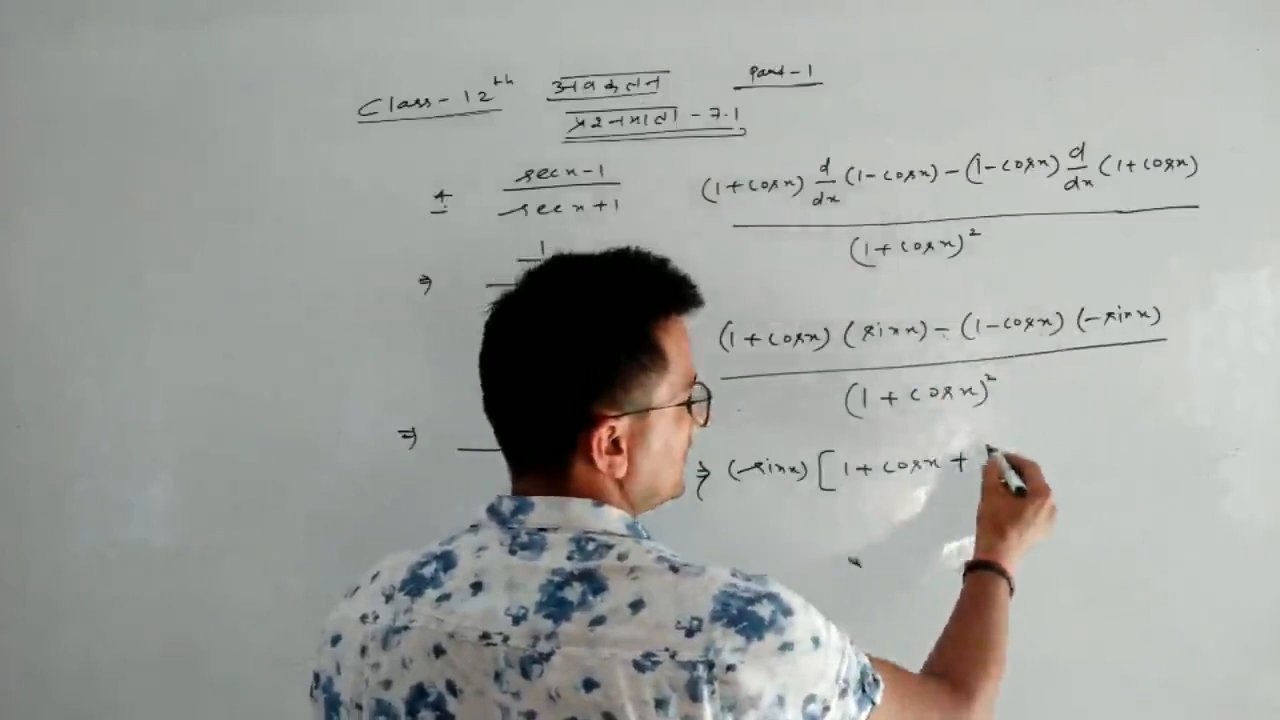 Class - 12th अवकलन Part - 1
प्रश्नमाला - 7.1
4 secx - 1
secx + 1
(1 + cosx) d/dx (1 - cosx) - (1 - cosx) d/dx (1 + cosx)
(1 + cosx)²
⇒ 1
(1 + cosx) (sinx) - (1 - cosx) (-sinx)
(1 + cosx)²
⇒
⇒ (sinx) [1 + cosx +